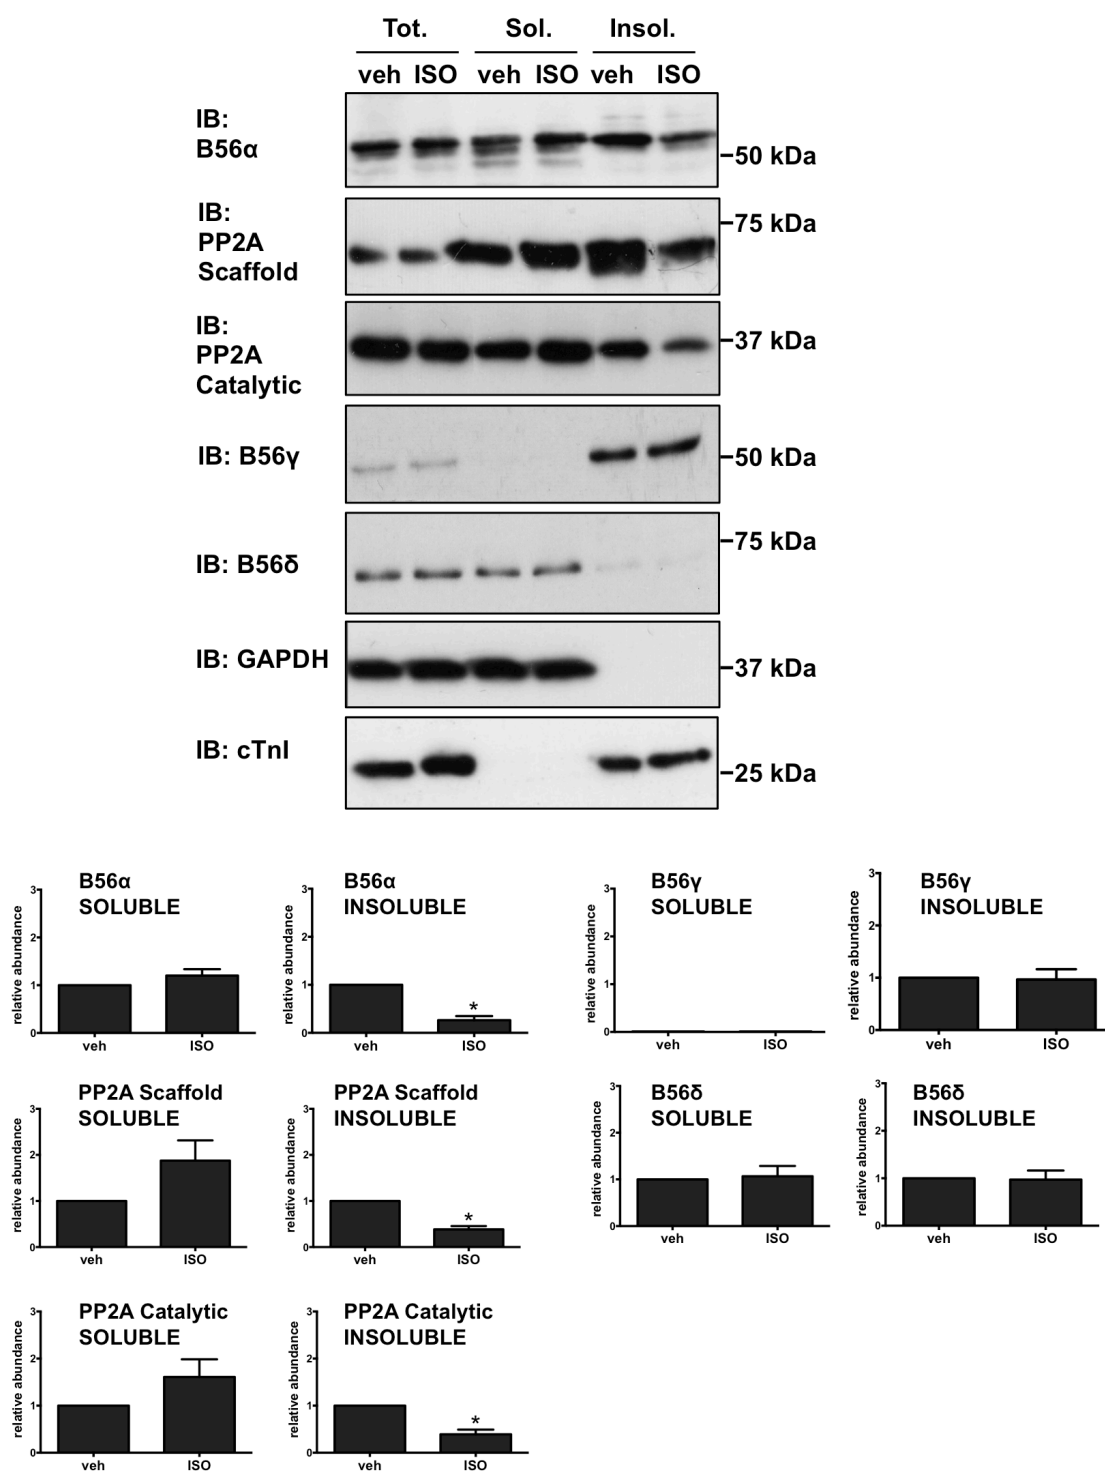 Tot. Sol. Insol.
veh ISO veh ISO veh ISO
IB:
B56α
50 kDa
IB:
PP2A
Scaffold
75 kDa
IB:
PP2A
Catalytic
37 kDa
IB: B56γ
50 kDa
IB: B56δ
75 kDa
IB: GAPDH
37 kDa
IB: cTnI
25 kDa
B56α
SOLUBLE
relative abundance
3
2
1
0
veh ISO
B56α
INSOLUBLE
relative abundance
3
2
1
0
*
veh ISO
B56γ
SOLUBLE
relative abundance
3
2
1
0
veh ISO
B56γ
INSOLUBLE
relative abundance
3
2
1
0
veh ISO
PP2A Scaffold
SOLUBLE
relative abundance
3
2
1
0
veh ISO
PP2A Scaffold
INSOLUBLE
relative abundance
3
2
1
0
*
veh ISO
B56δ
SOLUBLE
relative abundance
3
2
1
0
veh ISO
B56δ
INSOLUBLE
relative abundance
3
2
1
0
veh ISO
PP2A Catalytic
SOLUBLE
relative abundance
3
2
1
0
veh ISO
PP2A Catalytic
INSOLUBLE
relative abundance
3
2
1
0
*
veh ISO